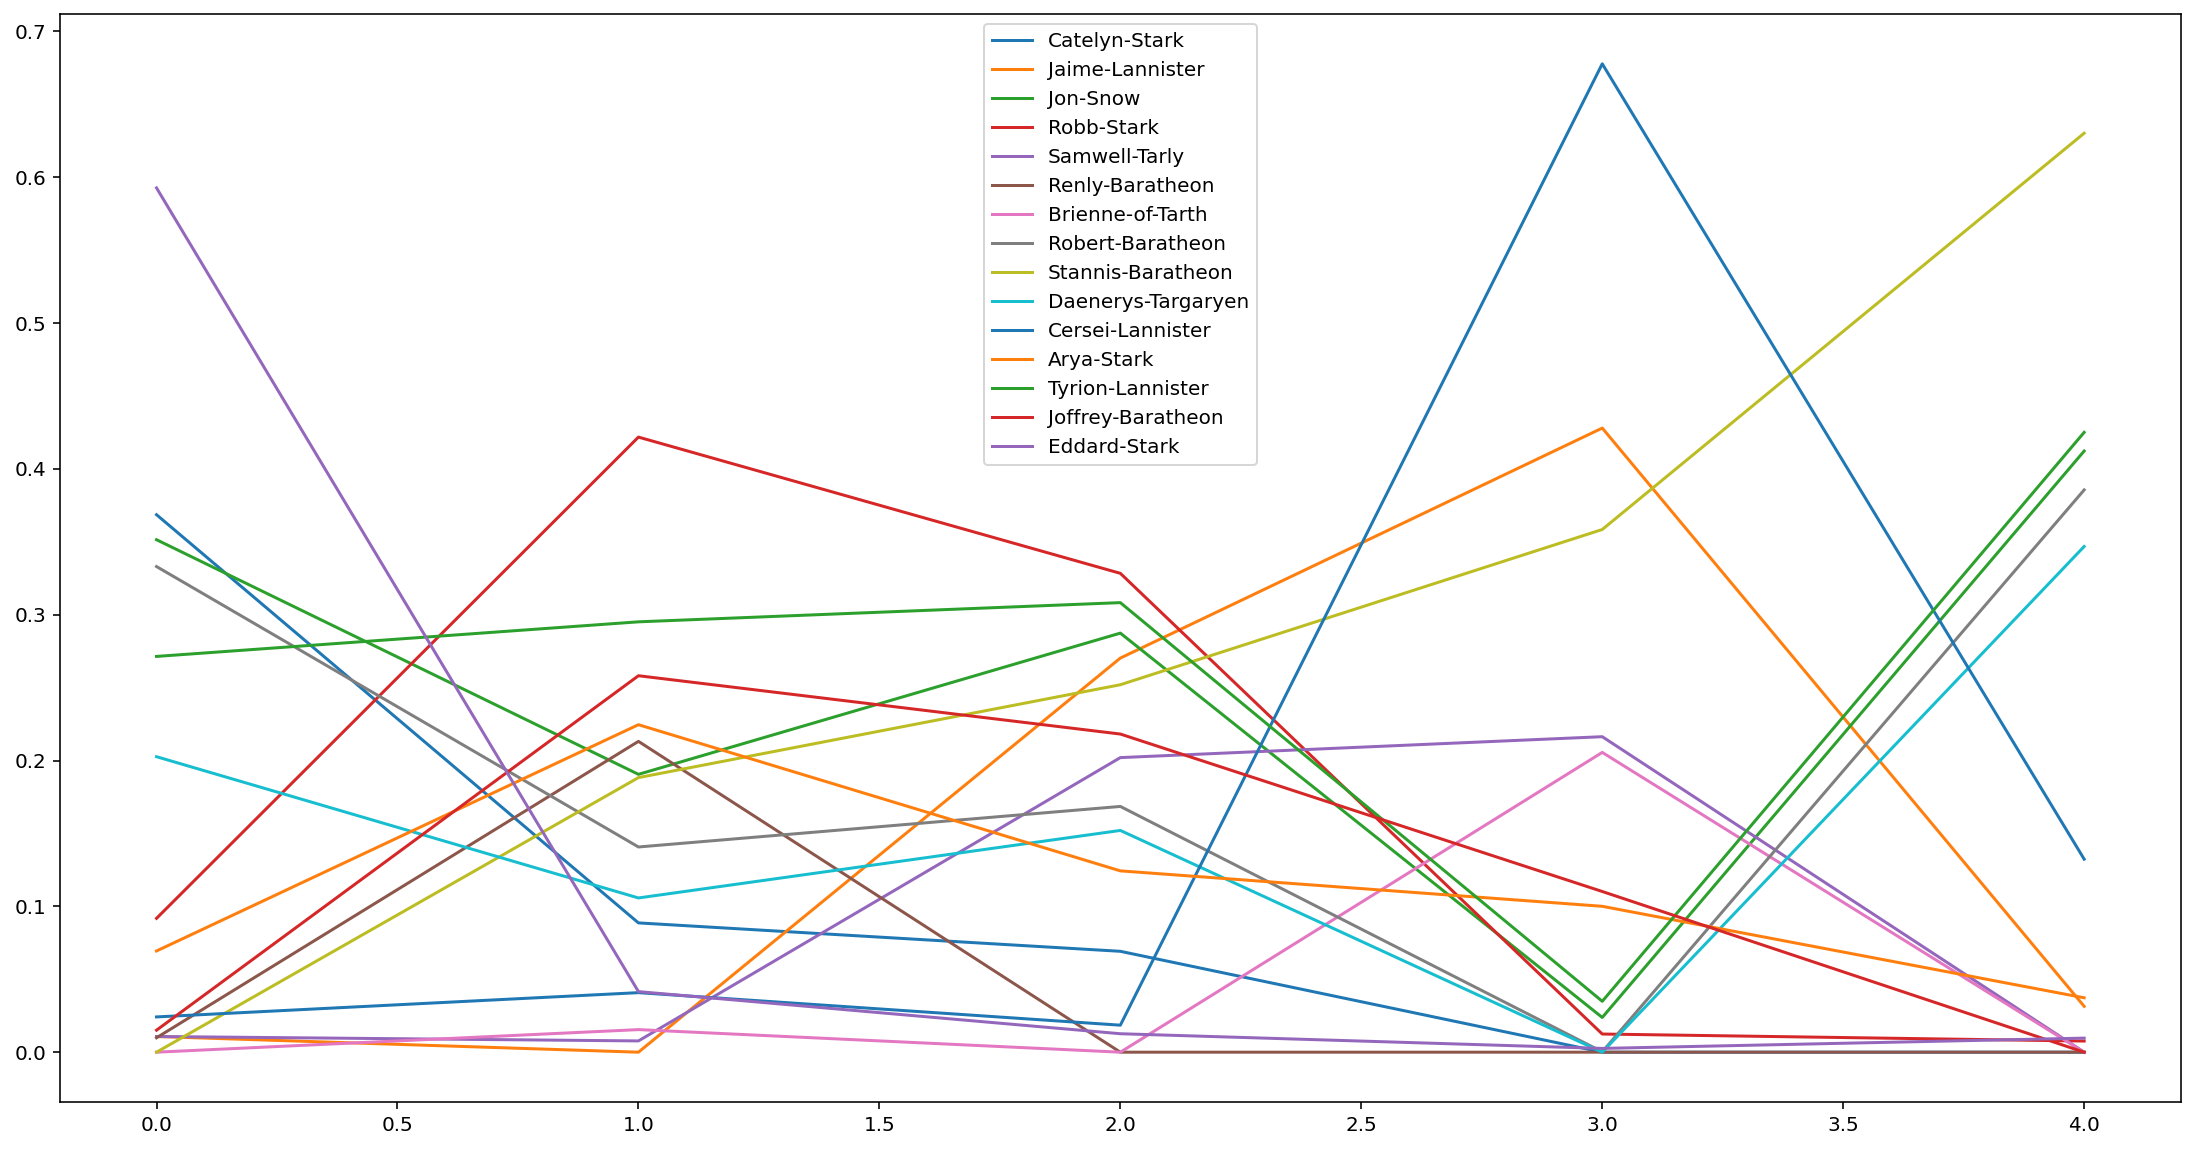 0.7
0.6
0.5
0.4
0.3
0.2
0.1
0.0
Catelyn-Stark
Jaime-Lannister
Jon-Snow
Robb-Stark
Samwell-Tarly
Renly-Baratheon
Brienne-of-Tarth
Robert-Baratheon
Stannis-Baratheon
Daenerys-Targaryen
Cersei-Lannister
Arya-Stark
Tyrion-Lannister
Joffrey-Baratheon
Eddard-Stark
0.0 0.5 1.0 1.5 2.0 2.5 3.0 3.5 4.0